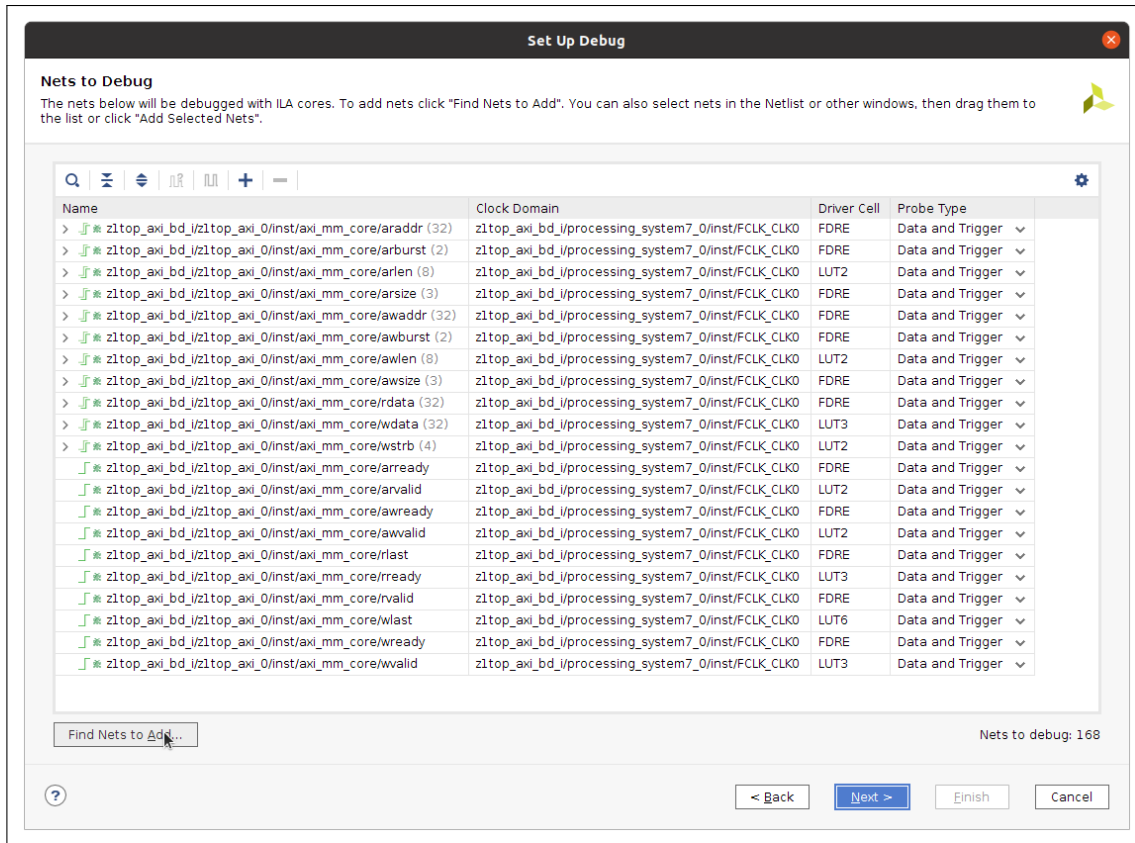 Set Up Debug
Nets to Debug
The nets below will be debugged with ILA cores. To add nets click "Find Nets to Add". You can also select nets in the Netlist or other windows, then drag them to
the list or click "Add Selected Nets".
Name Clock Domain Driver Cell Probe Type
z1top_axi_bd_i/z1top_axi_0/inst/axi_mm_core/araddr (32) z1top_axi_bd_i/processing_system7_0/inst/FCLK_CLK0 FDRE Data and Trigger
z1top_axi_bd_i/z1top_axi_0/inst/axi_mm_core/arburst (2) z1top_axi_bd_i/processing_system7_0/inst/FCLK_CLK0 FDRE Data and Trigger
z1top_axi_bd_i/z1top_axi_0/inst/axi_mm_core/arlen (8) z1top_axi_bd_i/processing_system7_0/inst/FCLK_CLK0 LUT2 Data and Trigger
z1top_axi_bd_i/z1top_axi_0/inst/axi_mm_core/arsize (3) z1top_axi_bd_i/processing_system7_0/inst/FCLK_CLK0 FDRE Data and Trigger
z1top_axi_bd_i/z1top_axi_0/inst/axi_mm_core/awaddr (32) z1top_axi_bd_i/processing_system7_0/inst/FCLK_CLK0 FDRE Data and Trigger
z1top_axi_bd_i/z1top_axi_0/inst/axi_mm_core/awburst (2) z1top_axi_bd_i/processing_system7_0/inst/FCLK_CLK0 FDRE Data and Trigger
z1top_axi_bd_i/z1top_axi_0/inst/axi_mm_core/awlen (8) z1top_axi_bd_i/processing_system7_0/inst/FCLK_CLK0 LUT2 Data and Trigger
z1top_axi_bd_i/z1top_axi_0/inst/axi_mm_core/awsize (3) z1top_axi_bd_i/processing_system7_0/inst/FCLK_CLK0 FDRE Data and Trigger
z1top_axi_bd_i/z1top_axi_0/inst/axi_mm_core/rdata (32) z1top_axi_bd_i/processing_system7_0/inst/FCLK_CLK0 FDRE Data and Trigger
z1top_axi_bd_i/z1top_axi_0/inst/axi_mm_core/wdata (32) z1top_axi_bd_i/processing_system7_0/inst/FCLK_CLK0 LUT3 Data and Trigger
z1top_axi_bd_i/z1top_axi_0/inst/axi_mm_core/wstrb (4) z1top_axi_bd_i/processing_system7_0/inst/FCLK_CLK0 LUT2 Data and Trigger
z1top_axi_bd_i/z1top_axi_0/inst/axi_mm_core/arready z1top_axi_bd_i/processing_system7_0/inst/FCLK_CLK0 FDRE Data and Trigger
z1top_axi_bd_i/z1top_axi_0/inst/axi_mm_core/arvalid z1top_axi_bd_i/processing_system7_0/inst/FCLK_CLK0 LUT2 Data and Trigger
z1top_axi_bd_i/z1top_axi_0/inst/axi_mm_core/awready z1top_axi_bd_i/processing_system7_0/inst/FCLK_CLK0 FDRE Data and Trigger
z1top_axi_bd_i/z1top_axi_0/inst/axi_mm_core/awvalid z1top_axi_bd_i/processing_system7_0/inst/FCLK_CLK0 LUT2 Data and Trigger
z1top_axi_bd_i/z1top_axi_0/inst/axi_mm_core/rlast z1top_axi_bd_i/processing_system7_0/inst/FCLK_CLK0 FDRE Data and Trigger
z1top_axi_bd_i/z1top_axi_0/inst/axi_mm_core/rready z1top_axi_bd_i/processing_system7_0/inst/FCLK_CLK0 LUT3 Data and Trigger
z1top_axi_bd_i/z1top_axi_0/inst/axi_mm_core/rvalid z1top_axi_bd_i/processing_system7_0/inst/FCLK_CLK0 FDRE Data and Trigger
z1top_axi_bd_i/z1top_axi_0/inst/axi_mm_core/wlast z1top_axi_bd_i/processing_system7_0/inst/FCLK_CLK0 LUT6 Data and Trigger
z1top_axi_bd_i/z1top_axi_0/inst/axi_mm_core/wready z1top_axi_bd_i/processing_system7_0/inst/FCLK_CLK0 FDRE Data and Trigger
z1top_axi_bd_i/z1top_axi_0/inst/axi_mm_core/wvalid z1top_axi_bd_i/processing_system7_0/inst/FCLK_CLK0 LUT3 Data and Trigger
Find Nets to Add... Nets to debug: 168
? < Back Next > Finish Cancel